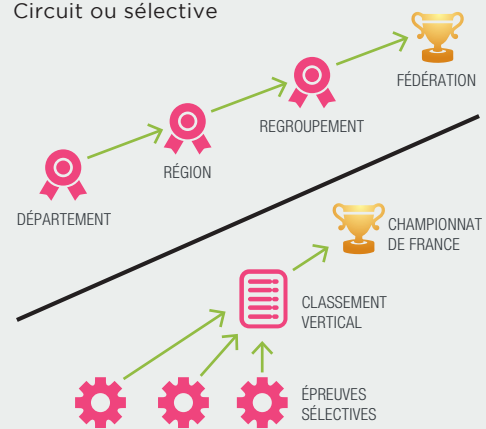 Circuit ou sélective
FÉDÉRATION
REGROUPEMENT
RÉGION
DÉPARTEMENT
CHAMPIONNAT
DE FRANCE
CLASSEMENT
VERTICAL
ÉPREUVES
SÉLECTIVES